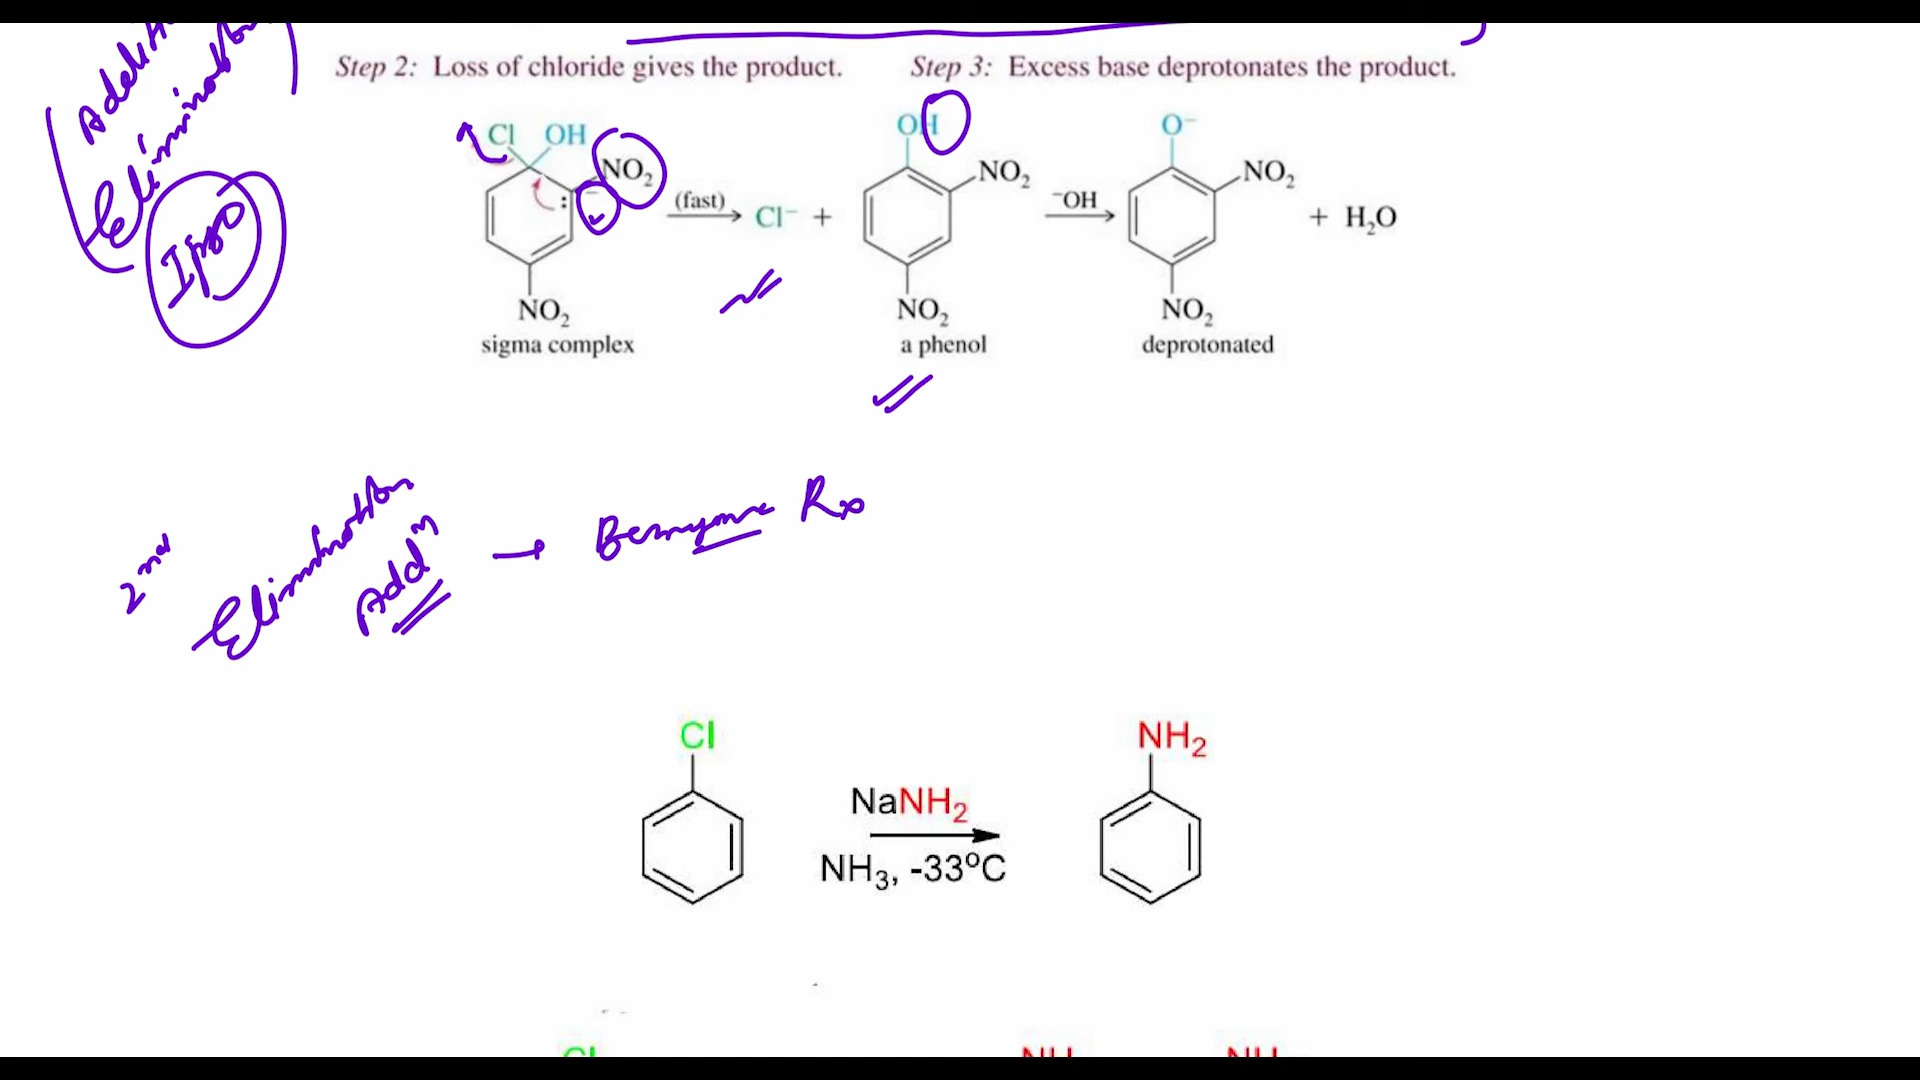 Elimination
Ipso
Step 2: Loss of chloride gives the product.
Step 3: Excess base deprotonates the product.
Cl OH
NO₂
NO₂
sigma complex
(fast)
Cl⁻ +
OH
NO₂
NO₂
a phenol
⁻OH
O⁻
NO₂
NO₂
deprotonated
+ H₂O
2nd
Elimination
Addⁿ
→ Benzyne Rx
Cl
NaNH₂
NH₃, -33ºC
NH₂